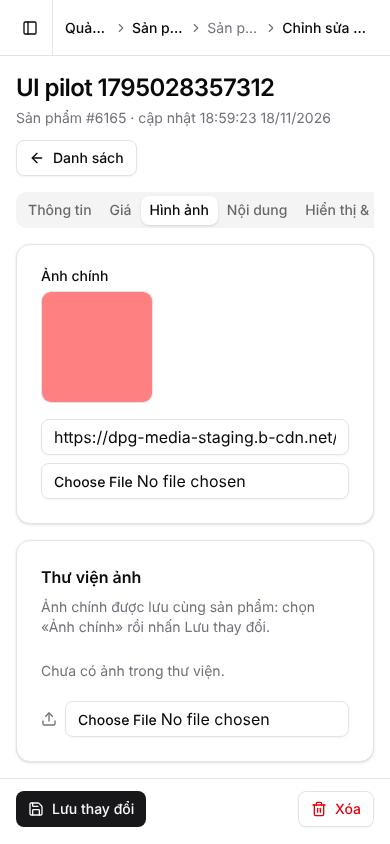 Quả... > Sản p... > Sản p... > Chỉnh sửa ...
UI pilot 1795028357312
Sản phẩm #6165 · cập nhật 18:59:23 18/11/2026
Danh sách
Thông tin Giá Hình ảnh Nội dung Hiển thị &
Ảnh chính
https://dpg-media-staging.b-cdn.net/
Choose File No file chosen
Thư viện ảnh
Ảnh chính được lưu cùng sản phẩm: chọn
«Ảnh chính» rồi nhấn Lưu thay đổi.
Chưa có ảnh trong thư viện.
Choose File No file chosen
Lưu thay đổi
Xóa